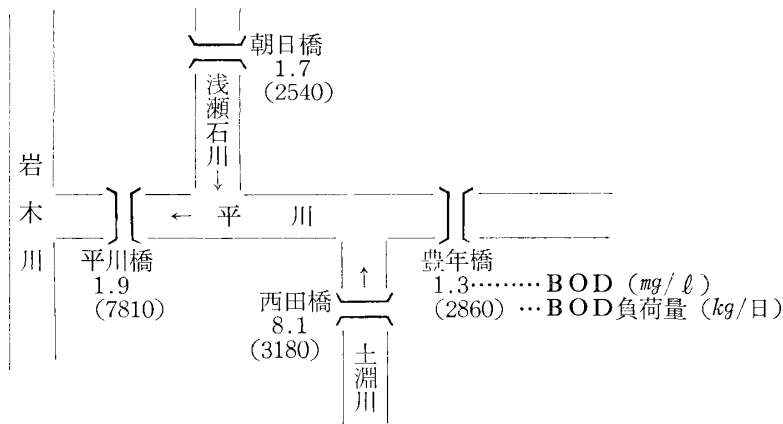 朝日橋
1.7
(2540)
浅瀬石川
↓
岩木川
← 平川
平川橋
1.9
(7810)
西田橋
8.1
(3180)
↑
土淵川
豊年橋
1.3………BOD (mg/ℓ)
(2860) …BOD負荷量 (kg/日)